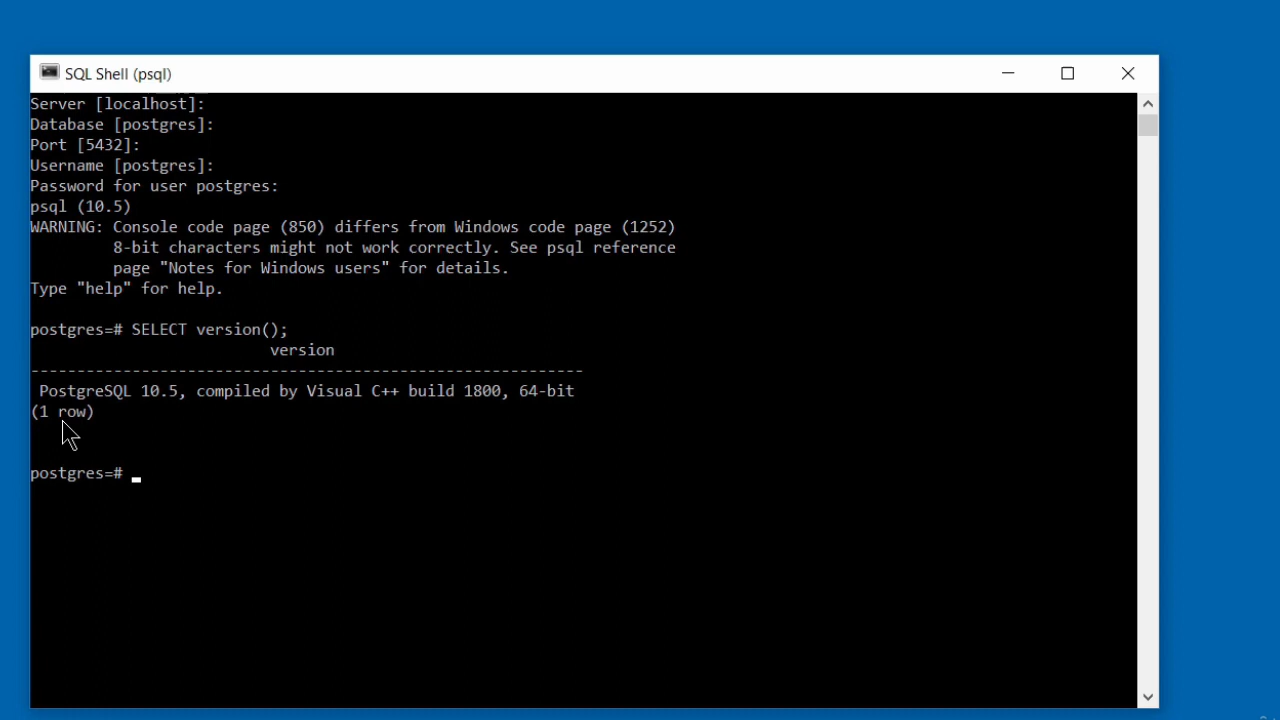 SQL Shell (psql)
Server [localhost]:
Database [postgres]:
Port [5432]:
Username [postgres]:
Password for user postgres:
psql (10.5)
WARNING: Console code page (850) differs from Windows code page (1252)
8-bit characters might not work correctly. See psql reference
page "Notes for Windows users" for details.
Type "help" for help.
postgres=# SELECT version();
version
---------------------------------------------------------------
PostgreSQL 10.5, compiled by Visual C++ build 1800, 64-bit
(1 row)
postgres=#